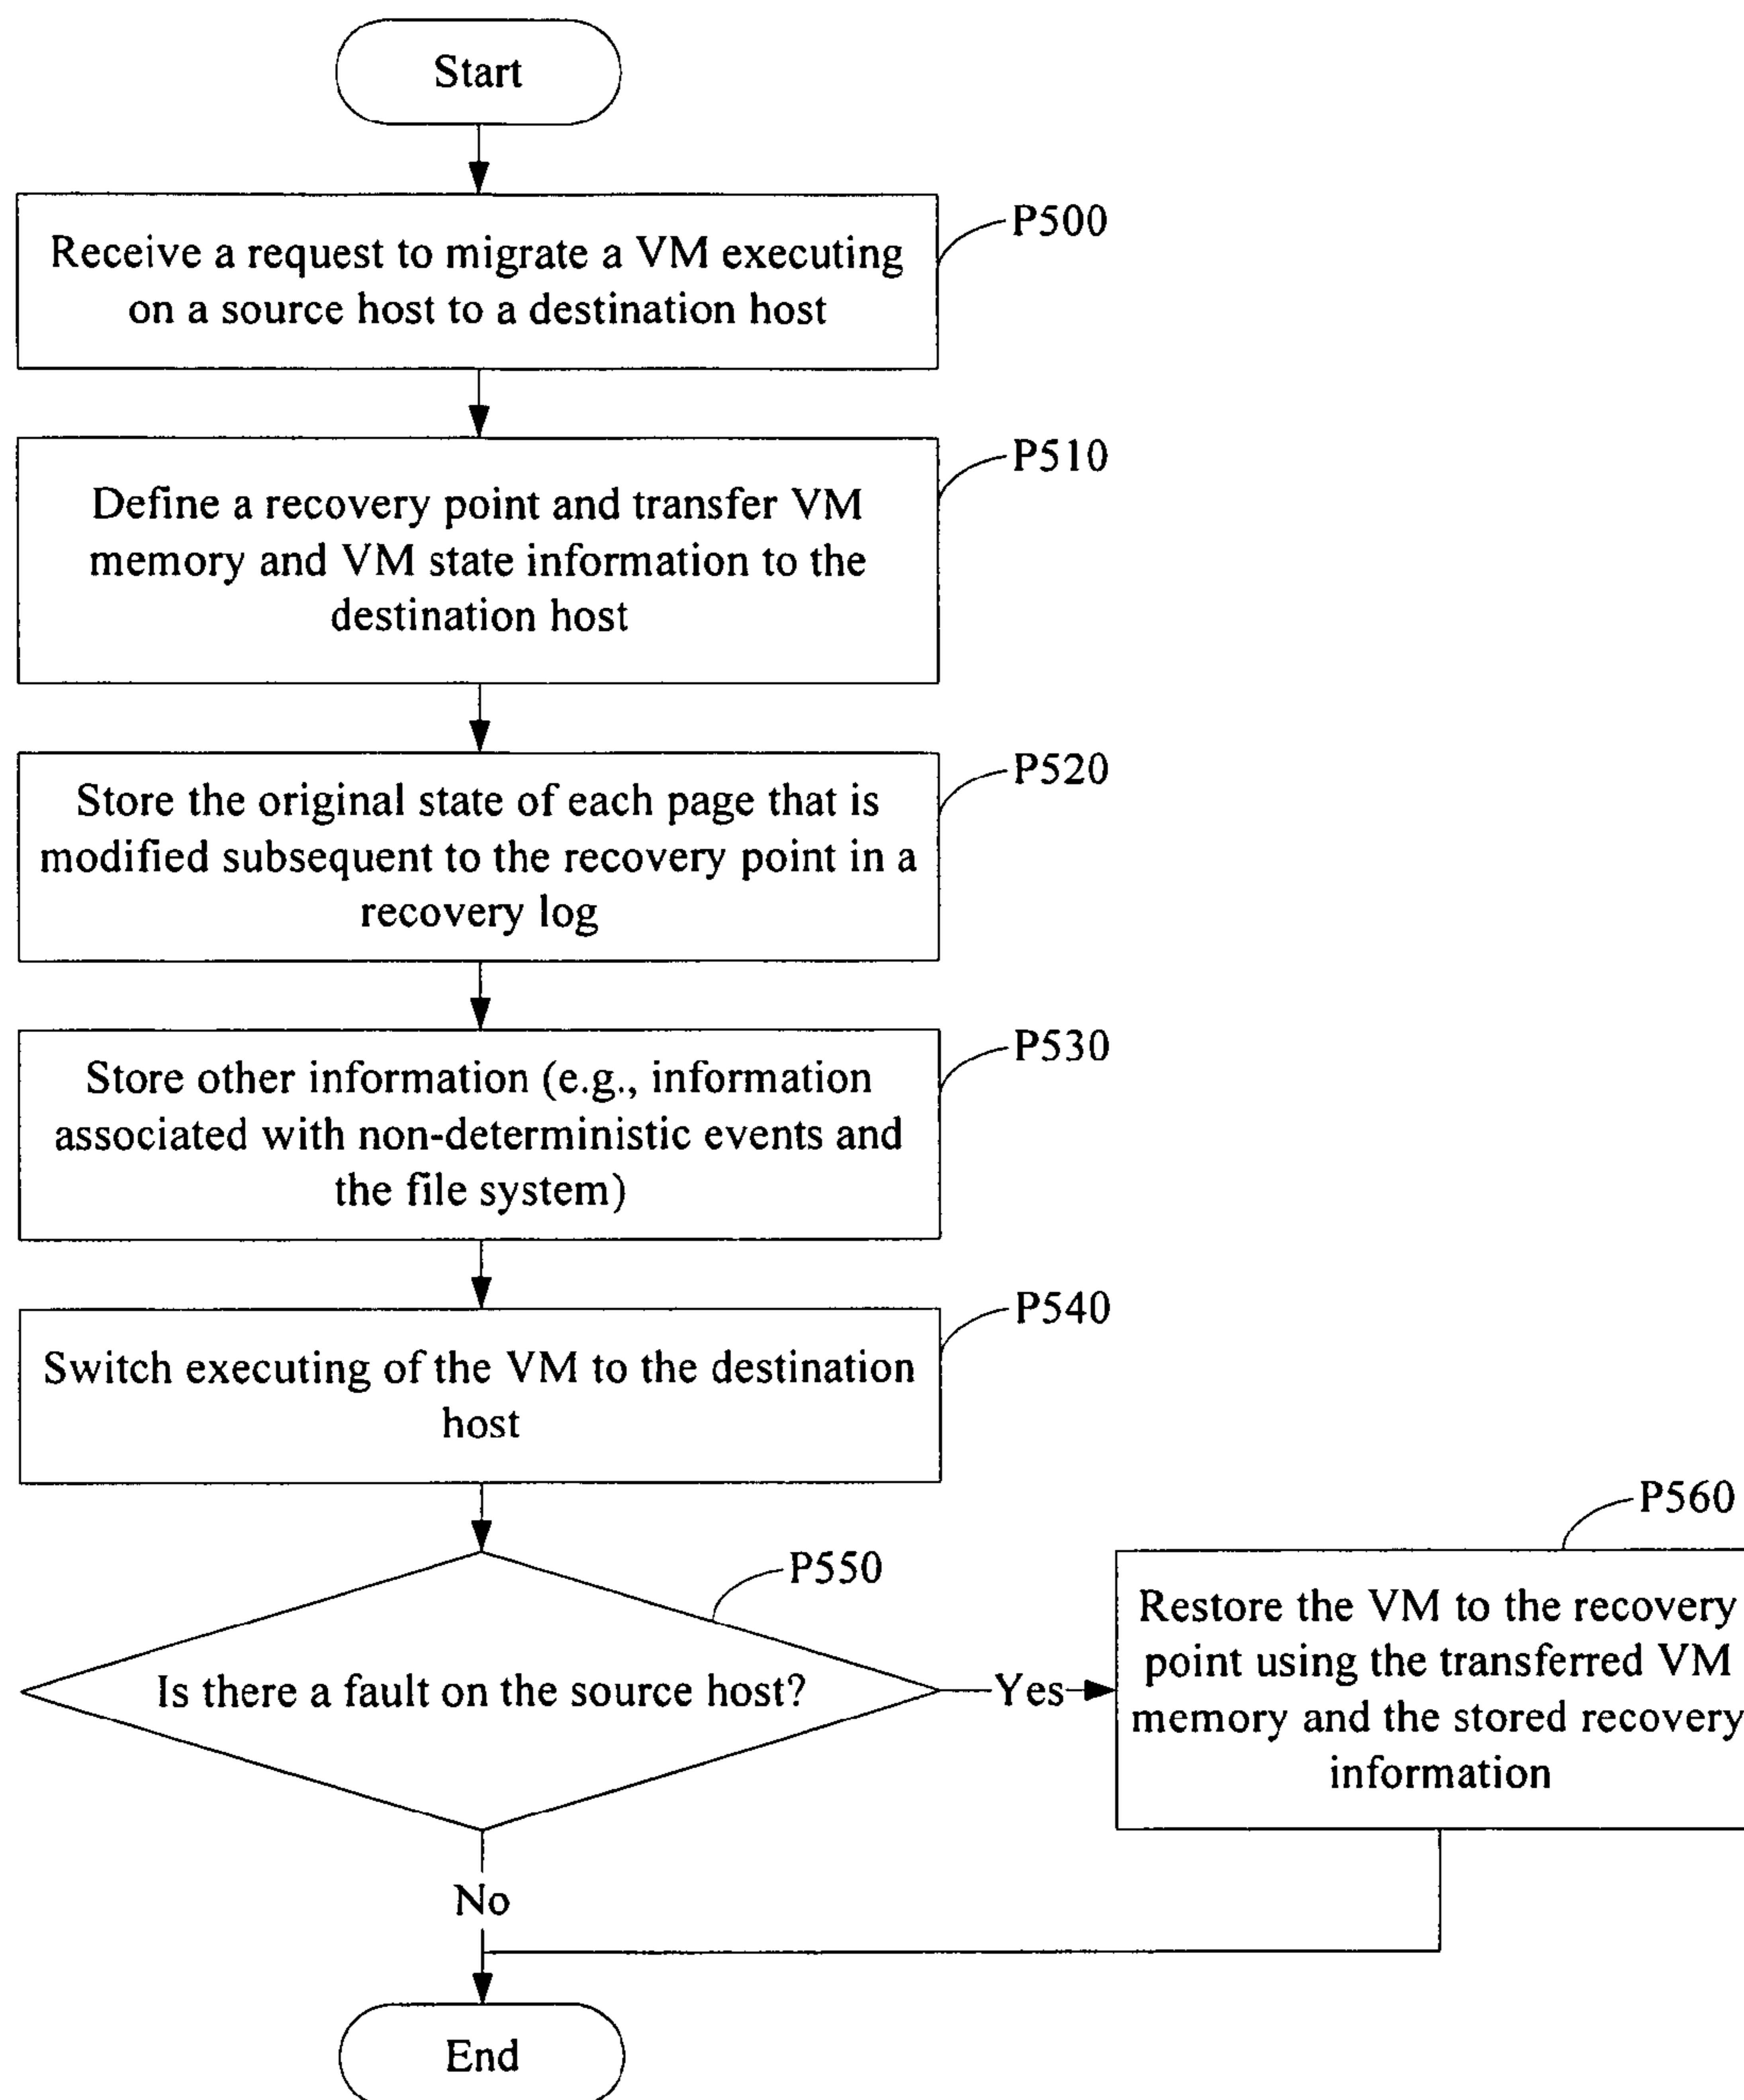 Start
P500
Receive a request to migrate a VM executing
on a source host to a destination host
P510
Define a recovery point and transfer VM
memory and VM state information to the
destination host
P520
Store the original state of each page that is
modified subsequent to the recovery point in a
recovery log
P530
Store other information (e.g., information
associated with non-deterministic events and
the file system)
P540
Switch executing of the VM to the destination
host
P550
Is there a fault on the source host?
Yes
P560
Restore the VM to the recovery
point using the transferred VM
memory and the stored recovery
information
No
End